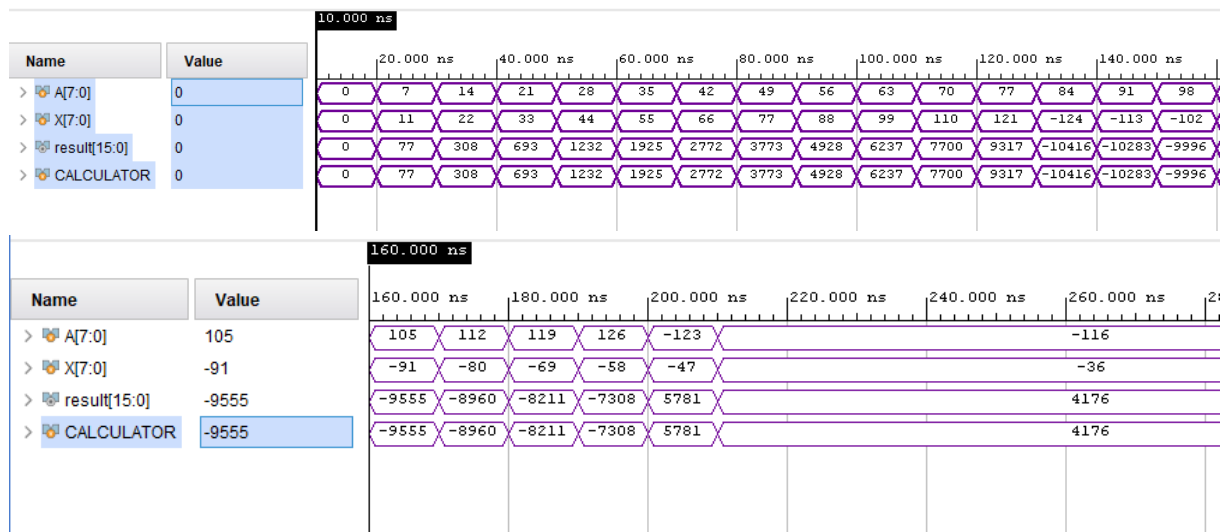 10.000 ns
Name Value 20.000 ns 40.000 ns 60.000 ns 80.000 ns 100.000 ns 120.000 ns 140.000 ns
A[7:0] 0 0 7 14 21 28 35 42 49 56 63 70 77 84 91 98
X[7:0] 0 0 11 22 33 44 55 66 77 88 99 110 121 -124 -113 -102
result[15:0] 0 0 77 308 693 1232 1925 2772 3773 4928 6237 7700 9317 -10416 -10283 -9996
CALCULATOR 0 0 77 308 693 1232 1925 2772 3773 4928 6237 7700 9317 -10416 -10283 -9996
160.000 ns
Name Value 160.000 ns 180.000 ns 200.000 ns 220.000 ns 240.000 ns 260.000 ns
A[7:0] 105 105 112 119 126 -123 -116
X[7:0] -91 -91 -80 -69 -58 -47 -36
result[15:0] -9555 -9555 -8960 -8211 -7308 5781 4176
CALCULATOR -9555 -9555 -8960 -8211 -7308 5781 4176